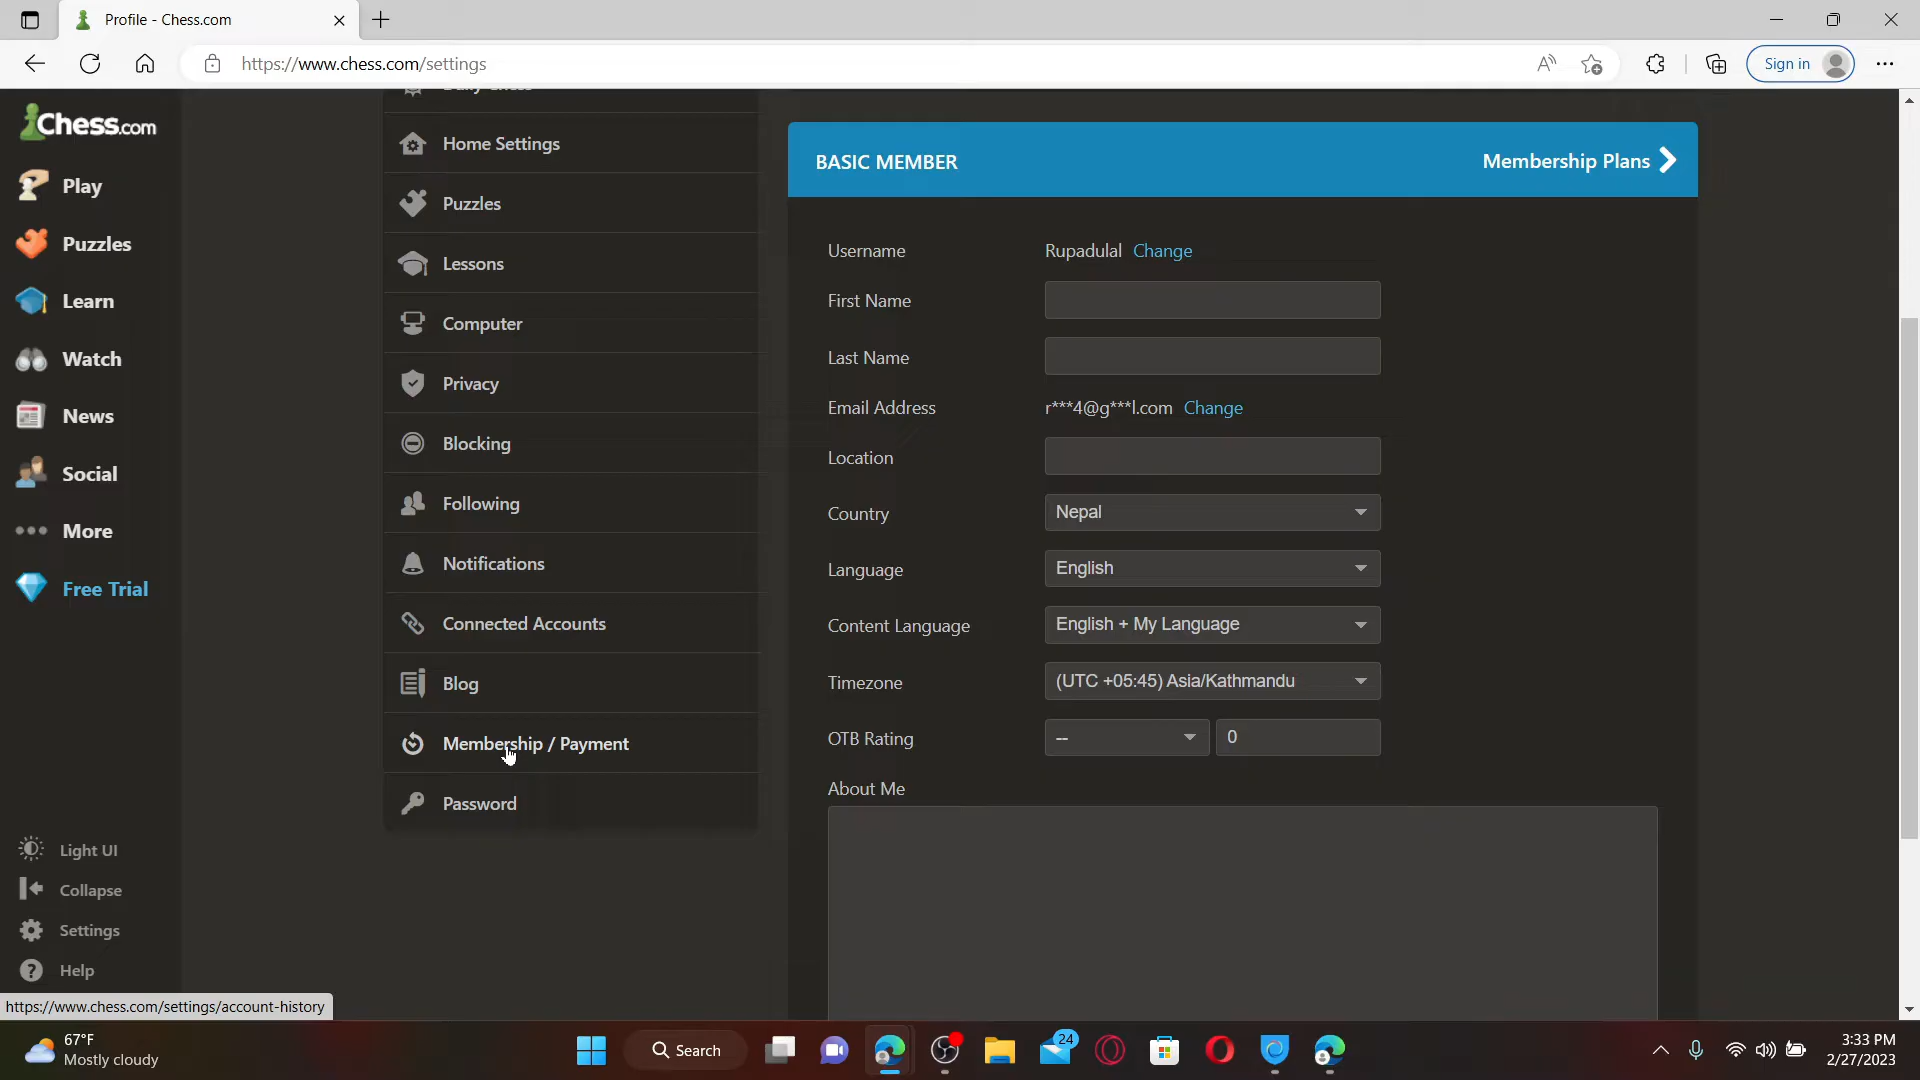 Profile - Chess.com
https://www.chess.com/settings
Sign in
Chess.com
Play
Puzzles
Learn
Watch
News
Social
More
Free Trial
Light UI
Collapse
Settings
Help
Daily Chess
Home Settings
Puzzles
Lessons
Computer
Privacy
Blocking
Following
Notifications
Connected Accounts
Blog
Membership / Payment
Password
BASIC MEMBER
Membership Plans
Username
Rupadulal Change
First Name
Last Name
Email Address
r***4@g***l.com Change
Location
Country
Nepal
Language
English
Content Language
English + My Language
Timezone
(UTC +05:45) Asia/Kathmandu
OTB Rating
--
0
About Me
https://www.chess.com/settings/account-history
67°F
Mostly cloudy
Search
24
3:33 PM
2/27/2023